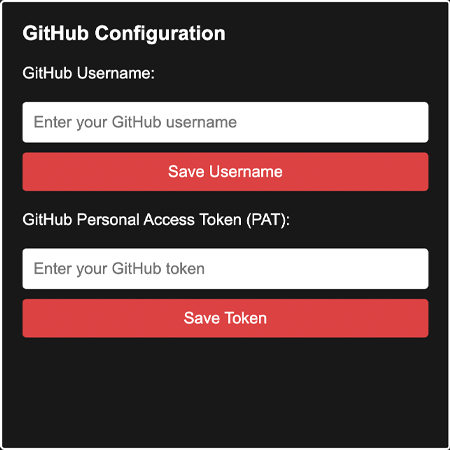 GitHub Configuration
GitHub Username:
Enter your GitHub username
Save Username
GitHub Personal Access Token (PAT):
Enter your GitHub token
Save Token